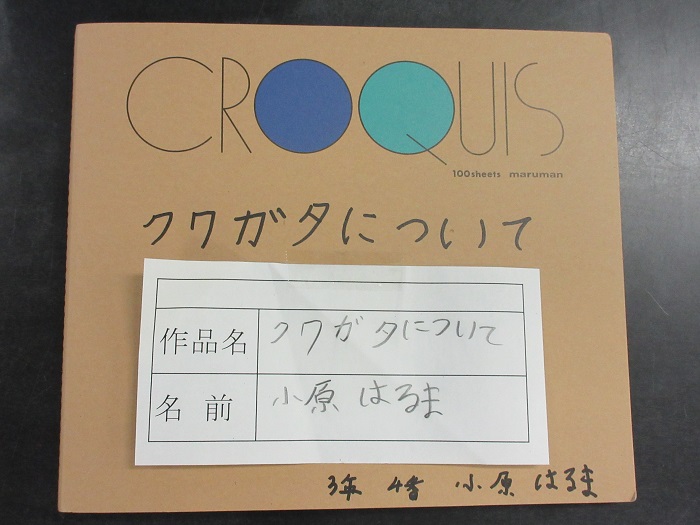 CROQUIS
100sheets maruman
クワガタについて
作品名 クワガタについて
名前 小原 はるま
3年 4番 小原 はるま